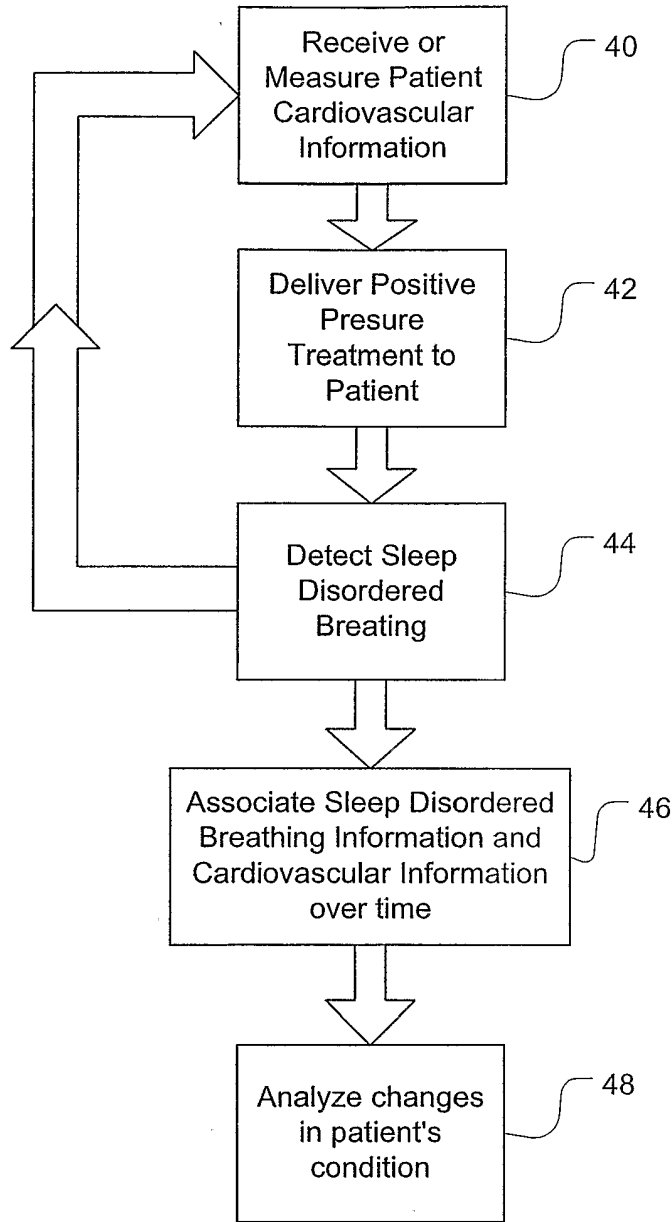 Receive or
Measure Patient
Cardiovascular
Information
40
Deliver Positive
Presure
Treatment to
Patient
42
Detect Sleep
Disordered
Breating
44
Associate Sleep Disordered
Breathing Information and
Cardiovascular Information
over time
46
Analyze changes
in patient's
condition
48